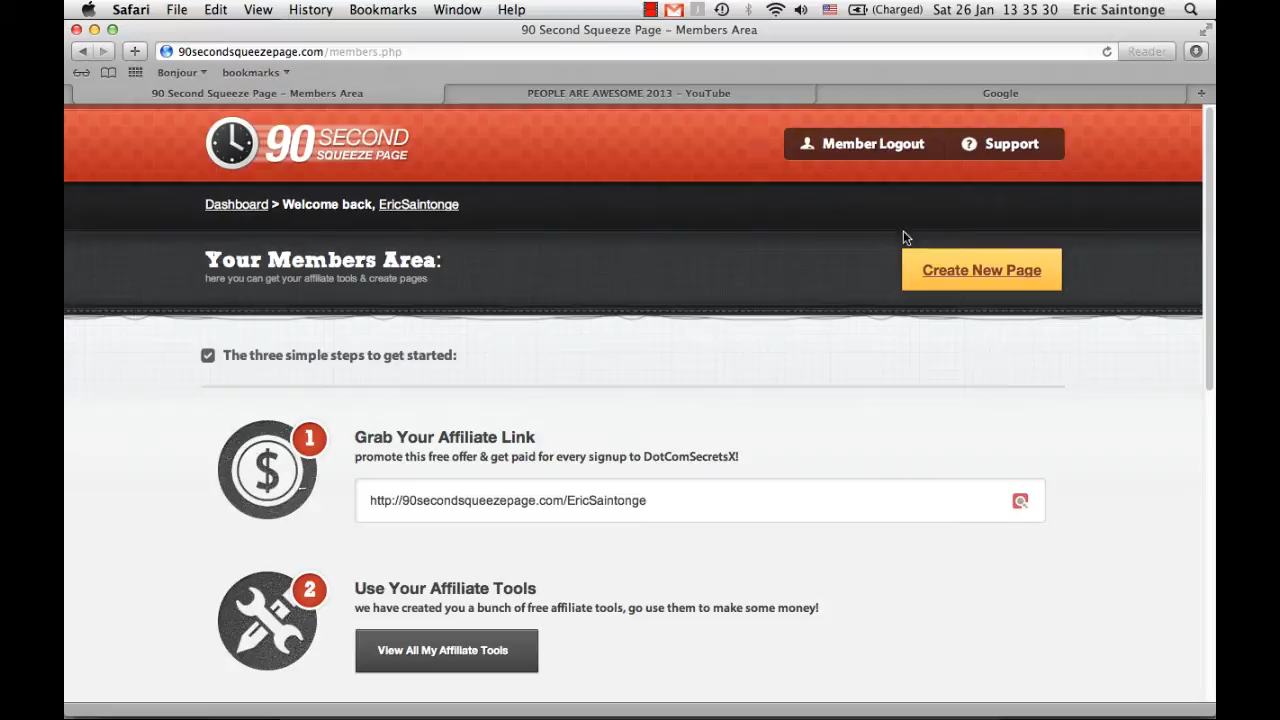 Safari File Edit View History Bookmarks Window Help (Charged) Sat 26 Jan 13 35 30 Eric Saintonge
90 Second Squeeze Page – Members Area
90secondsqueezepage.com/members.php Reader
Bonjour bookmarks
90 Second Squeeze Page – Members Area PEOPLE ARE AWESOME 2013 – YouTube Google
90 SECOND SQUEEZE PAGE
Member Logout Support
Dashboard > Welcome back, EricSaintonge
Your Members Area:
here you can get your affiliate tools & create pages
Create New Page
The three simple steps to get started:
1
$
Grab Your Affiliate Link
promote this free offer & get paid for every signup to DotComSecretsX!
http://90secondsqueezepage.com/EricSaintonge
2
Use Your Affiliate Tools
we have created you a bunch of free affiliate tools, go use them to make some money!
View All My Affiliate Tools